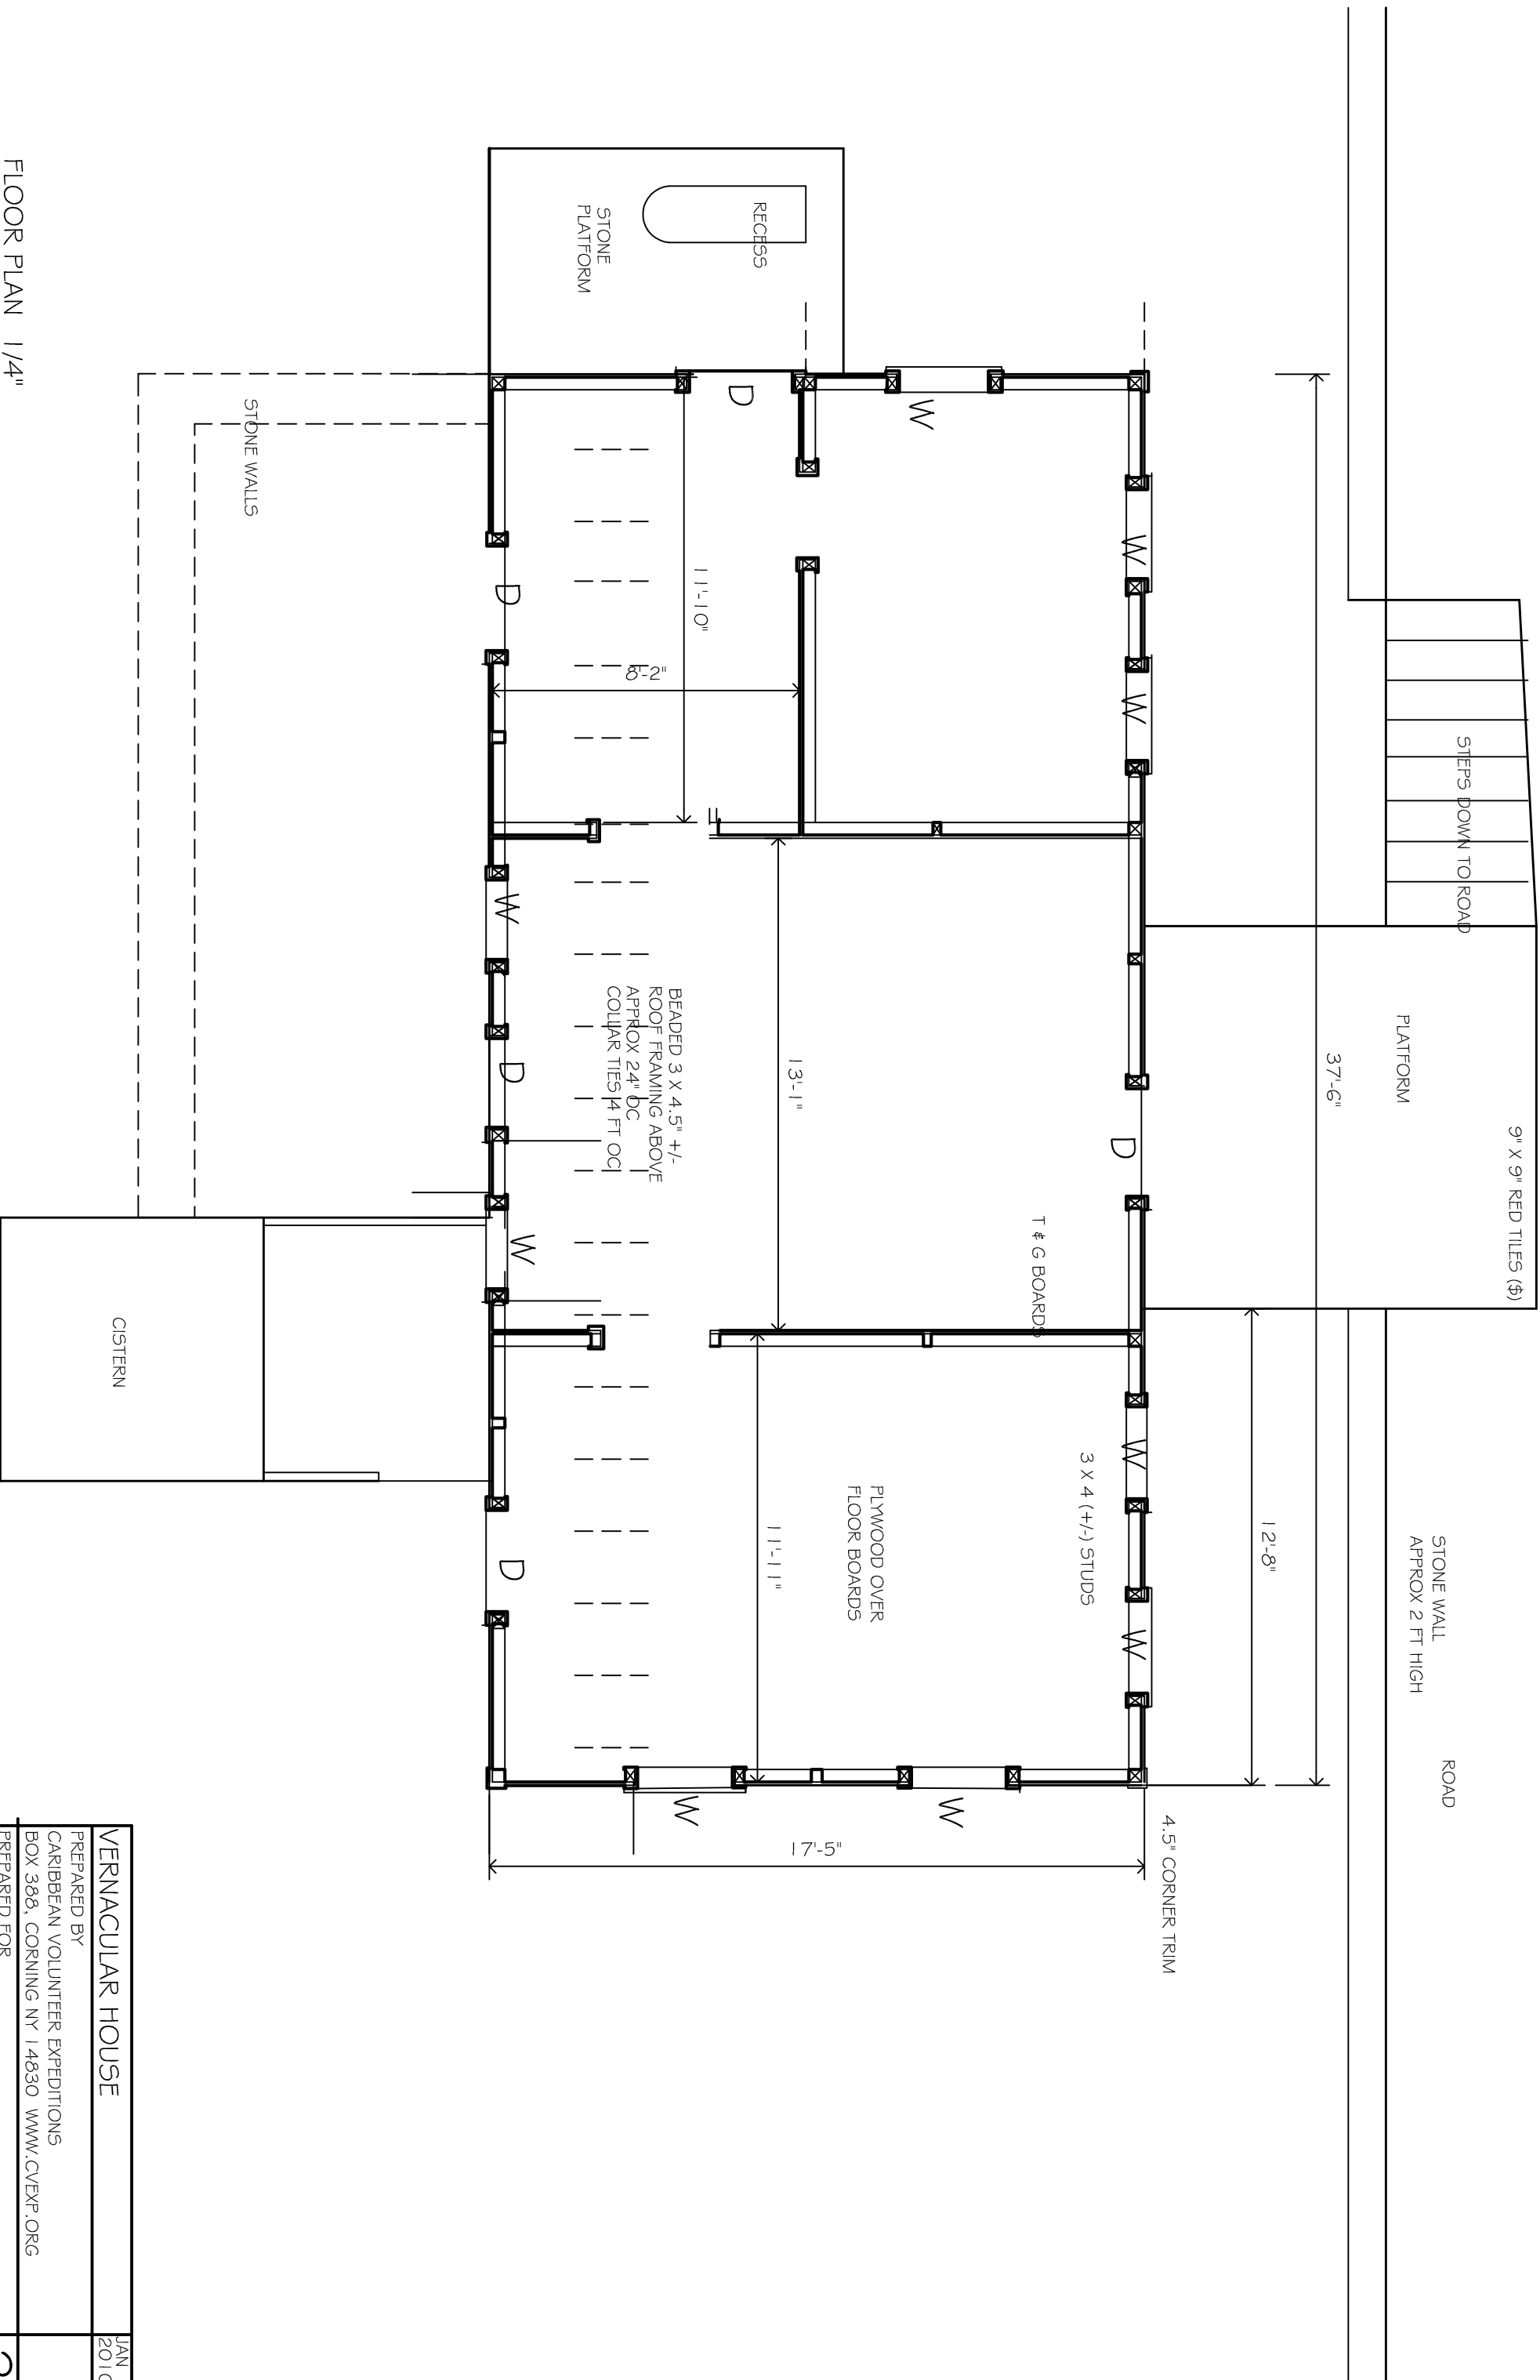 ROAD
STONE WALL
APPROX 2 FT HIGH
9" X 9" RED TILES ($)
STEPS DOWN TO ROAD
PLATFORM
37'-6"
12'-8"
4.5" CORNER TRIM
W
W
D
W
W
3 X 4 (+/-) STUDS
T & G BOARDS
W
W
PLYWOOD OVER
FLOOR BOARDS
17'-5"
13'-1"
11'-11"
RECESS
D
11'-10"
8'-2"
W
BEADED 3 X 4.5" +/-
ROOF FRAMING ABOVE
APPROX 24" OC
COLLAR TIES 4 FT OC
STONE
PLATFORM
D
W
D
W
D
STONE WALLS
CISTERN
FLOOR PLAN 1/4"
VERNACULAR HOUSE
JAN
2010
PREPARED BY
CARIBBEAN VOLUNTEER EXPEDITIONS
BOX 388, CORNING NY 14830 WWW.CVEXP.ORG
PREPARED FOR